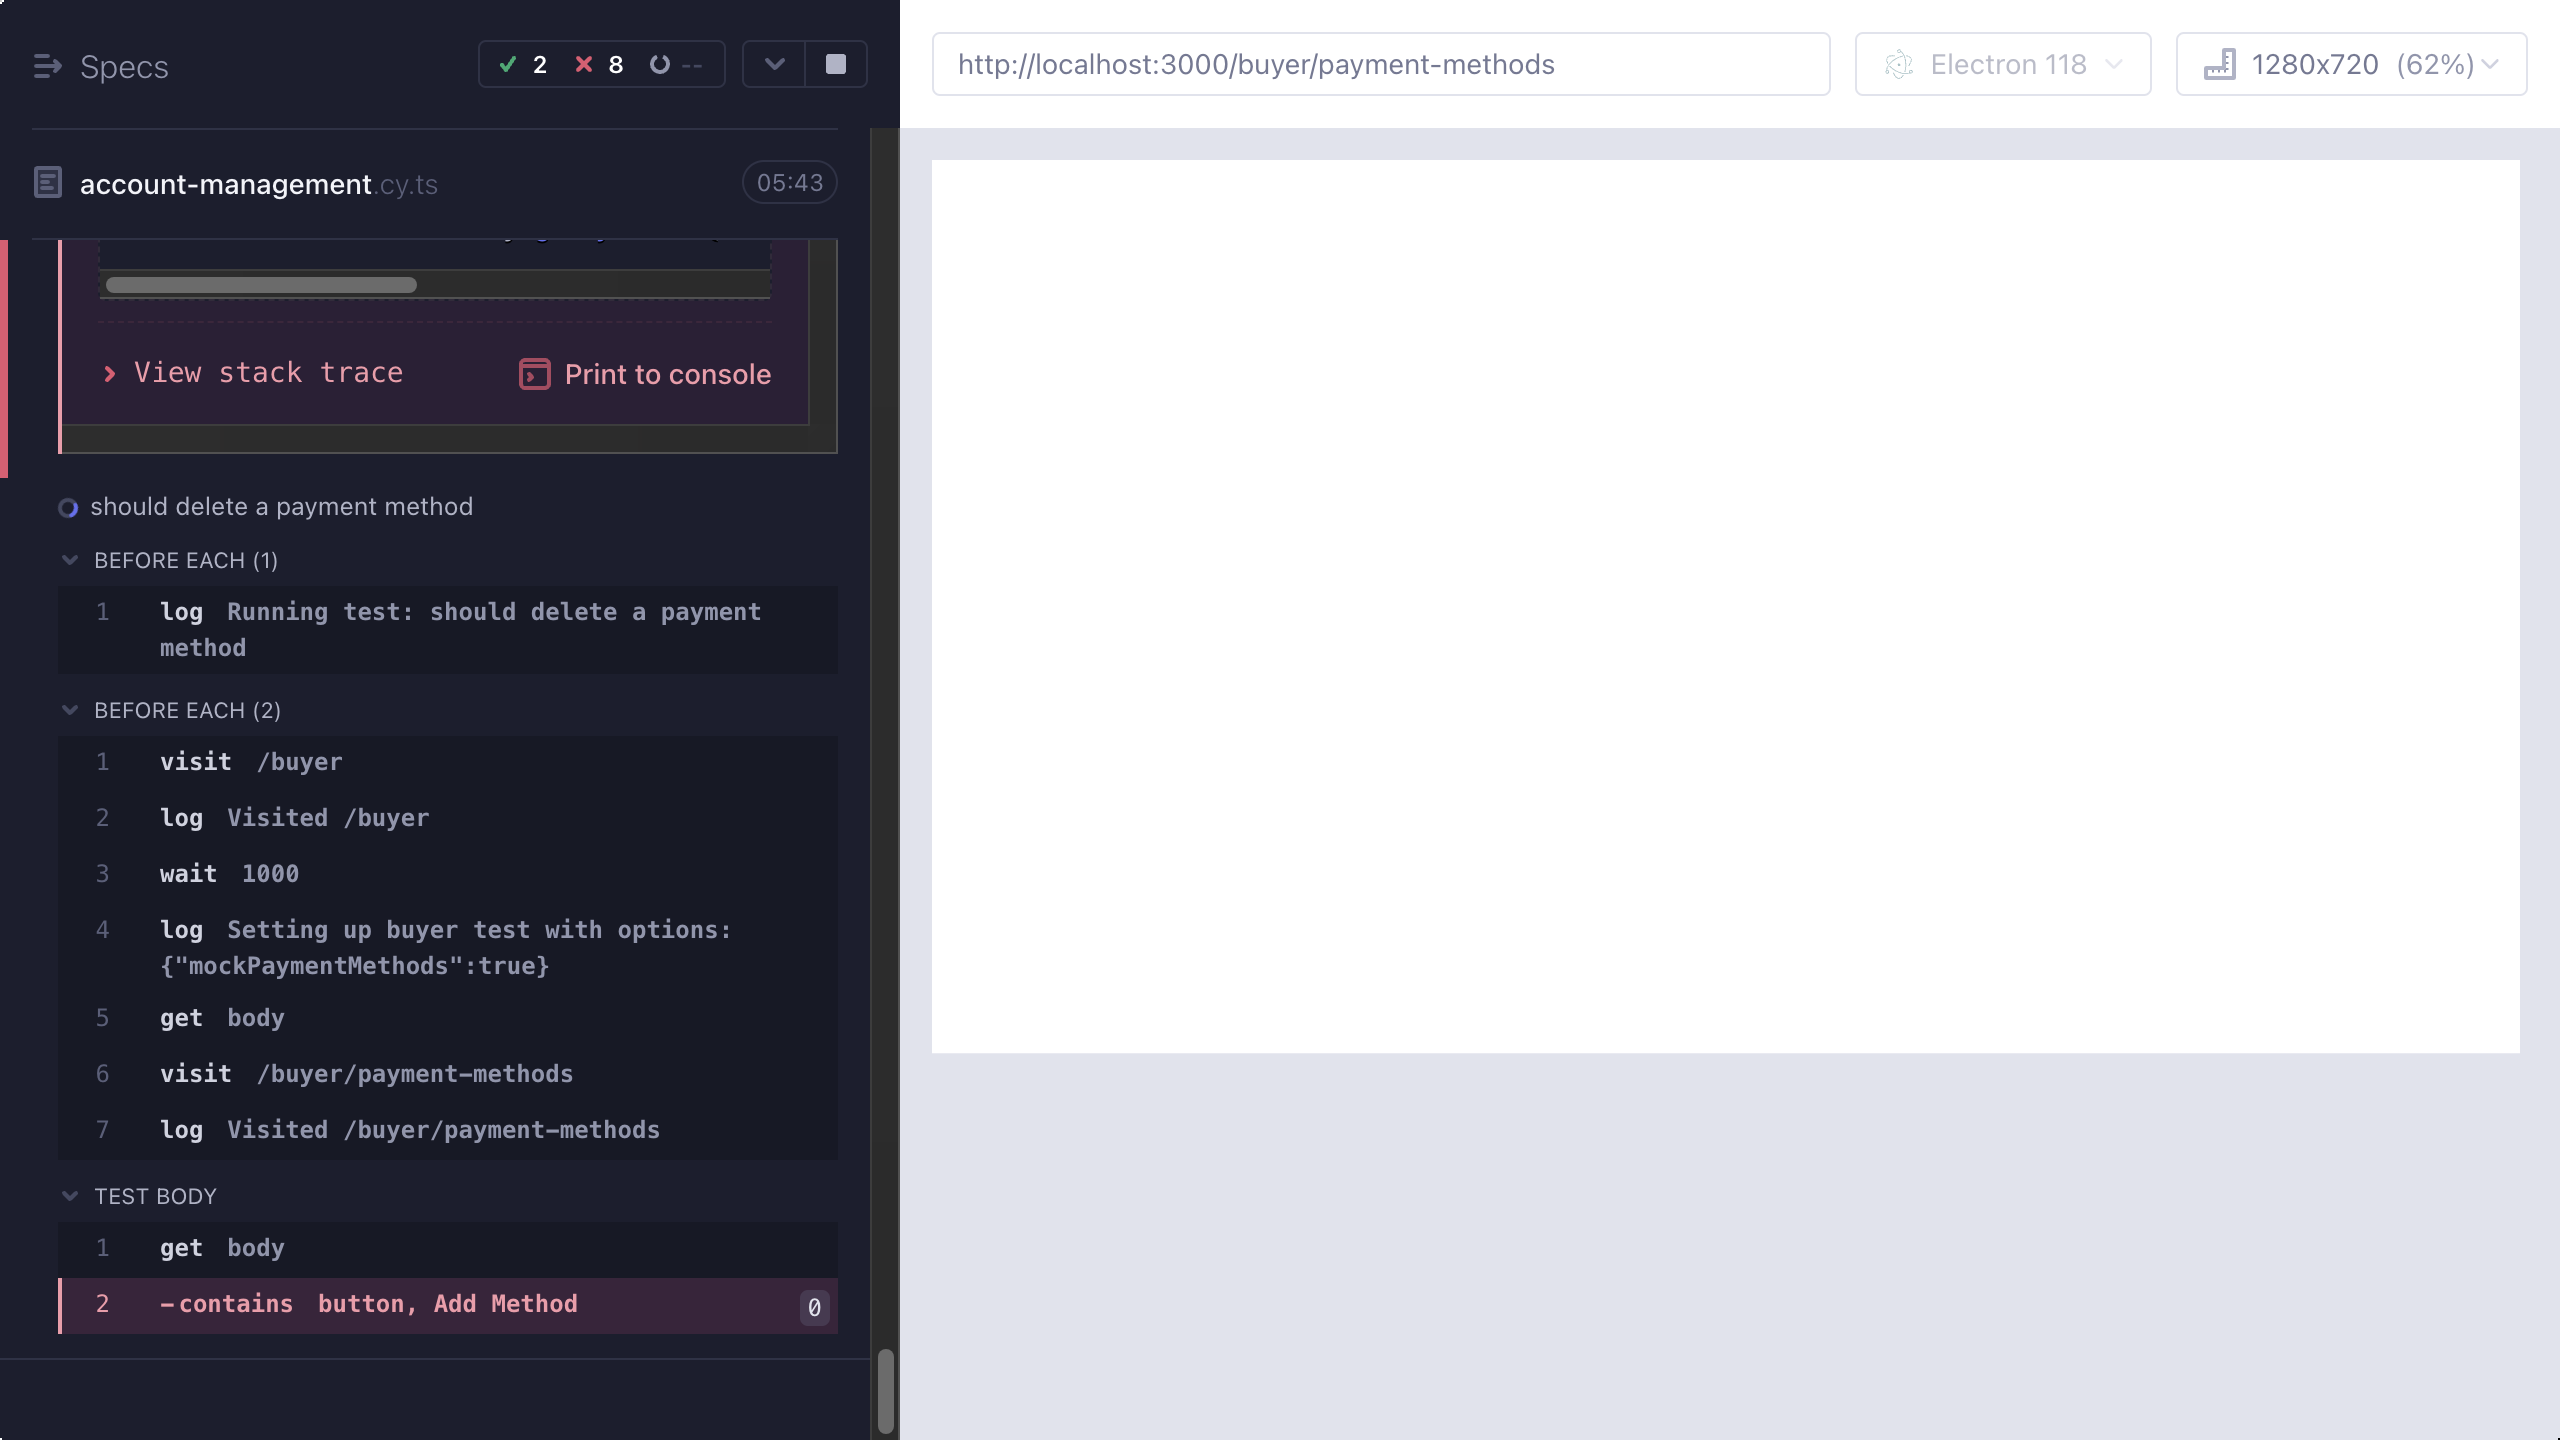 Specs
2 8 --
http://localhost:3000/buyer/payment-methods
Electron 118
1280x720 (62%)
account-management.cy.ts
05:43
View stack trace
Print to console
should delete a payment method
BEFORE EACH (1)
1 log Running test: should delete a payment
method
BEFORE EACH (2)
1 visit /buyer
2 log Visited /buyer
3 wait 1000
4 log Setting up buyer test with options:
{"mockPaymentMethods":true}
5 get body
6 visit /buyer/payment-methods
7 log Visited /buyer/payment-methods
TEST BODY
1 get body
2 -contains button, Add Method 0